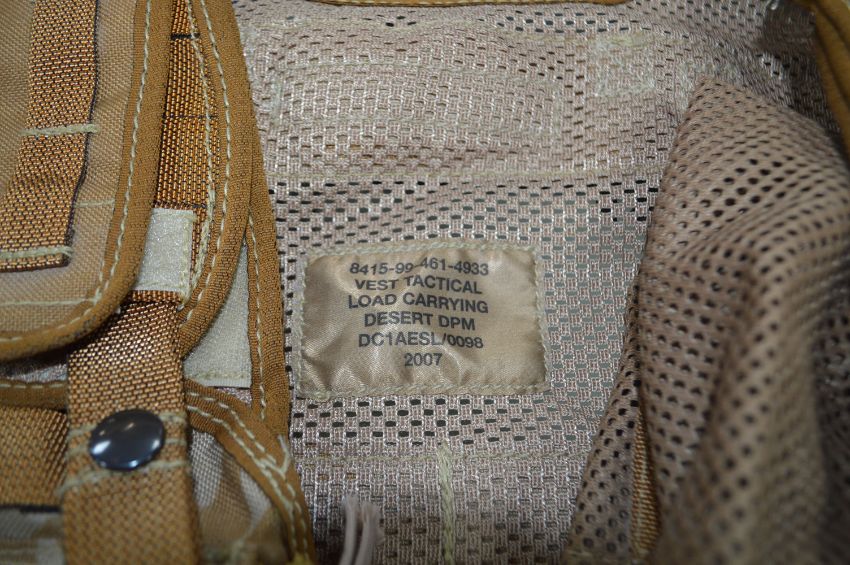 8415-99-461-4933
VEST TACTICAL
LOAD CARRYING
DESERT DPM
DC1AESL/0098
2007